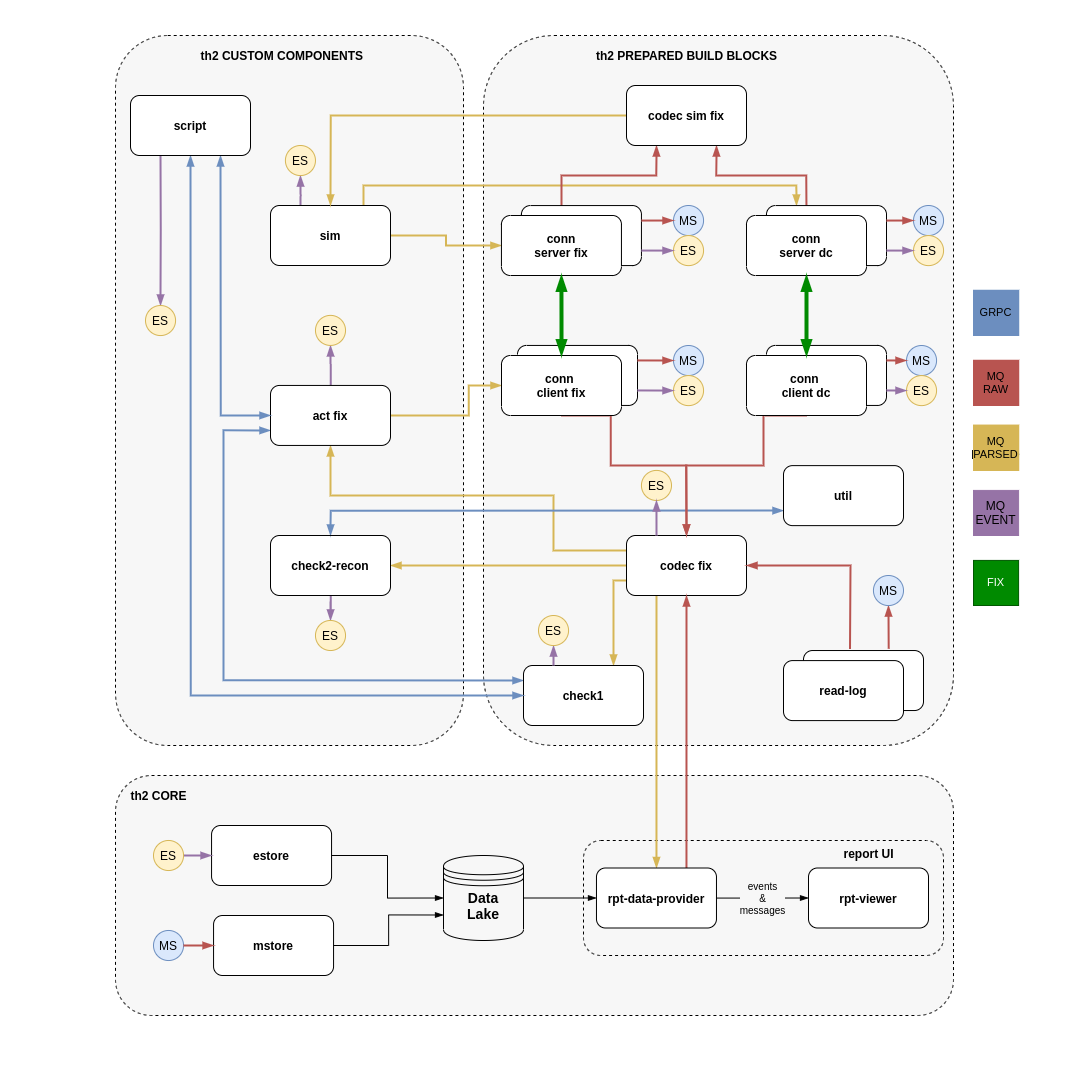 th2 CUSTOM COMPONENTS
th2 PREPARED BUILD BLOCKS
script
codec sim fix
ES
sim
conn
server fix
MS
ES
conn
server dc
MS
ES
ES
ES
GRPC
act fix
conn
client fix
MS
ES
conn
client dc
MS
ES
MQ
RAW
MQ
PARSED
ES
util
MQ
EVENT
check2-recon
codec fix
FIX
MS
ES
ES
check1
read-log
th2 CORE
ES
estore
report UI
Data
Lake
rpt-data-provider
events
&
messages
rpt-viewer
MS
mstore